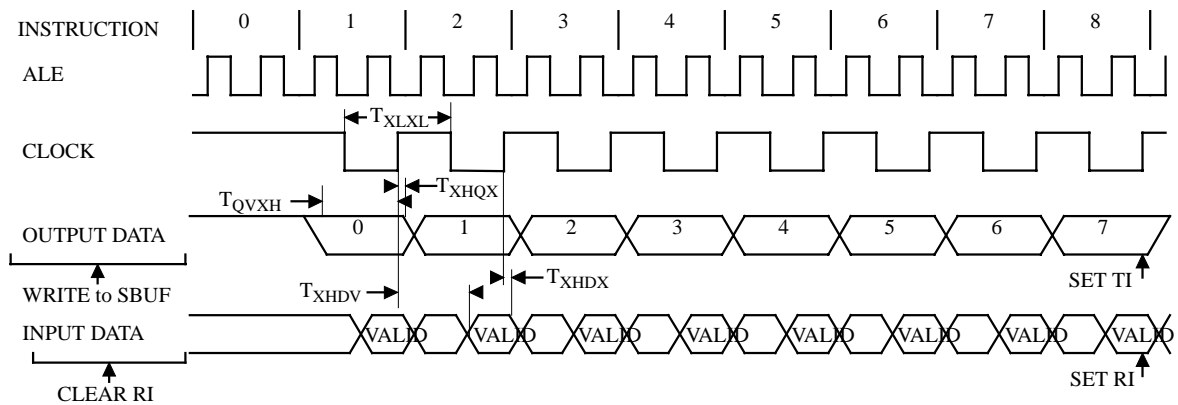 INSTRUCTION 0 1 2 3 4 5 6 7 8
ALE
TXLXL
CLOCK
TXHQX
TQVXH
OUTPUT DATA 0 1 2 3 4 5 6 7
SET TI
WRITE to SBUF
TXHDV TXHDX
INPUT DATA VALID VALID VALID VALID VALID VALID VALID VALID
SET RI
CLEAR RI